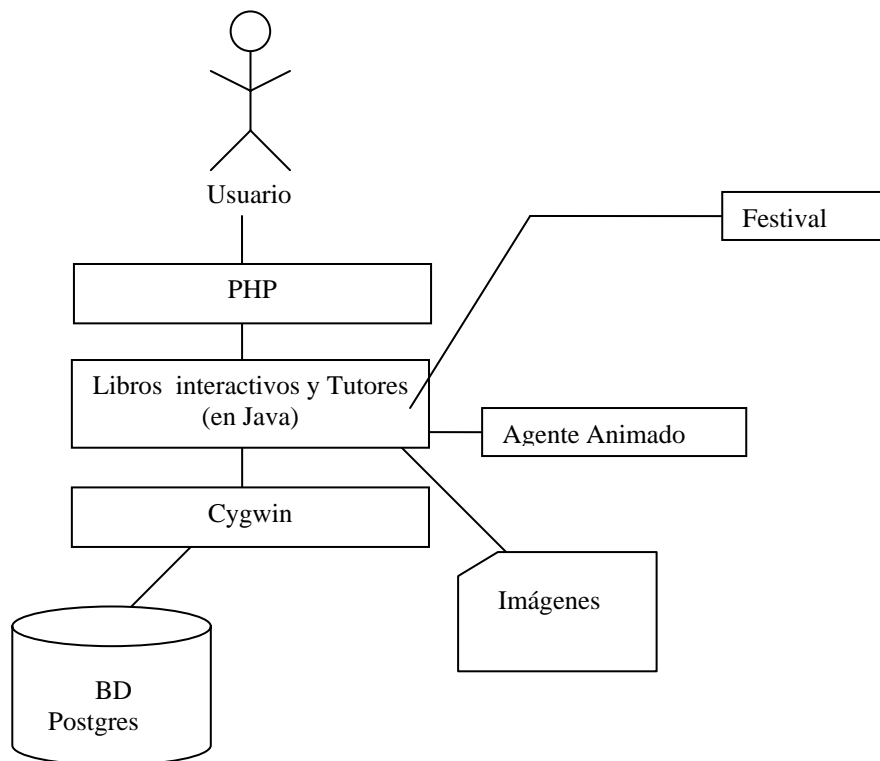 Usuario
Festival
PHP
Libros interactivos y Tutores
(en Java)
Agente Animado
Cygwin
Imágenes
BD
Postgres